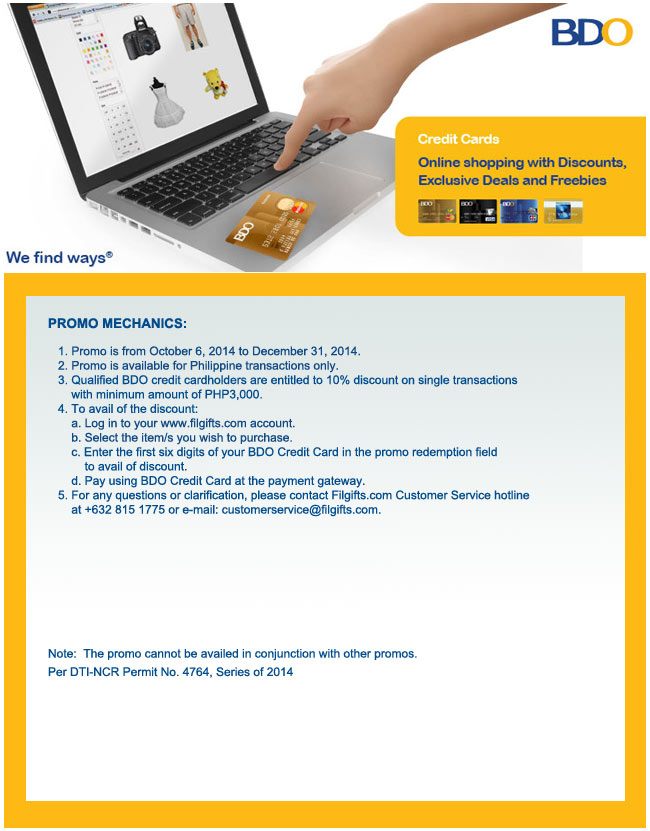 BDO
Credit Cards
Online shopping with Discounts,
Exclusive Deals and Freebies
BDO
We find ways®
PROMO MECHANICS:
1. Promo is from October 6, 2014 to December 31, 2014.
2. Promo is available for Philippine transactions only.
3. Qualified BDO credit cardholders are entitled to 10% discount on single transactions
with minimum amount of PHP3,000.
4. To avail of the discount:
a. Log in to your www.filgifts.com account.
b. Select the item/s you wish to purchase.
c. Enter the first six digits of your BDO Credit Card in the promo redemption field
to avail of discount.
d. Pay using BDO Credit Card at the payment gateway.
5. For any questions or clarification, please contact Filgifts.com Customer Service hotline
at +632 815 1775 or e-mail: customerservice@filgifts.com.
Note: The promo cannot be availed in conjunction with other promos.
Per DTI-NCR Permit No. 4764, Series of 2014